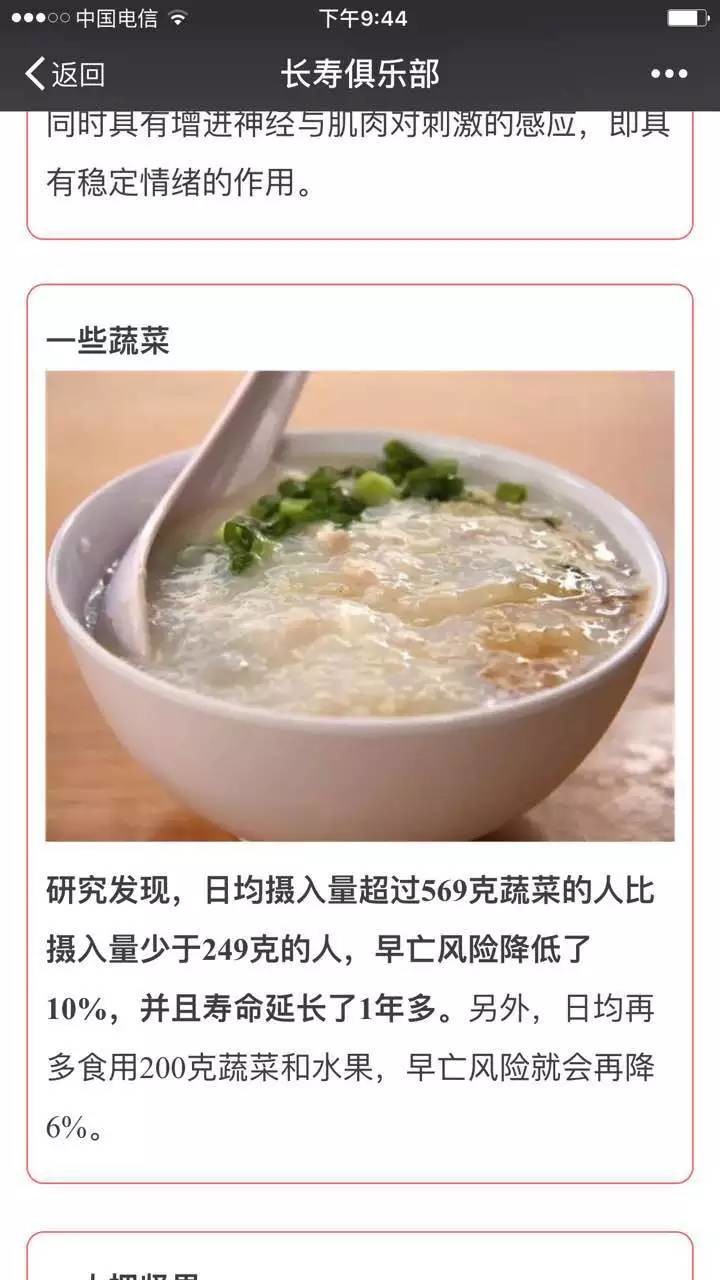 中国电信
下午9:44
返回
长寿俱乐部
同时具有增进神经与肌肉对刺激的感应，即具
有稳定情绪的作用。
一些蔬菜
研究发现，日均摄入量超过569克蔬菜的人比
摄入量少于249克的人，早亡风险降低了
10%，并且寿命延长了1年多。另外，日均再
多食用200克蔬菜和水果，早亡风险就会再降
6%。
一大把坚果